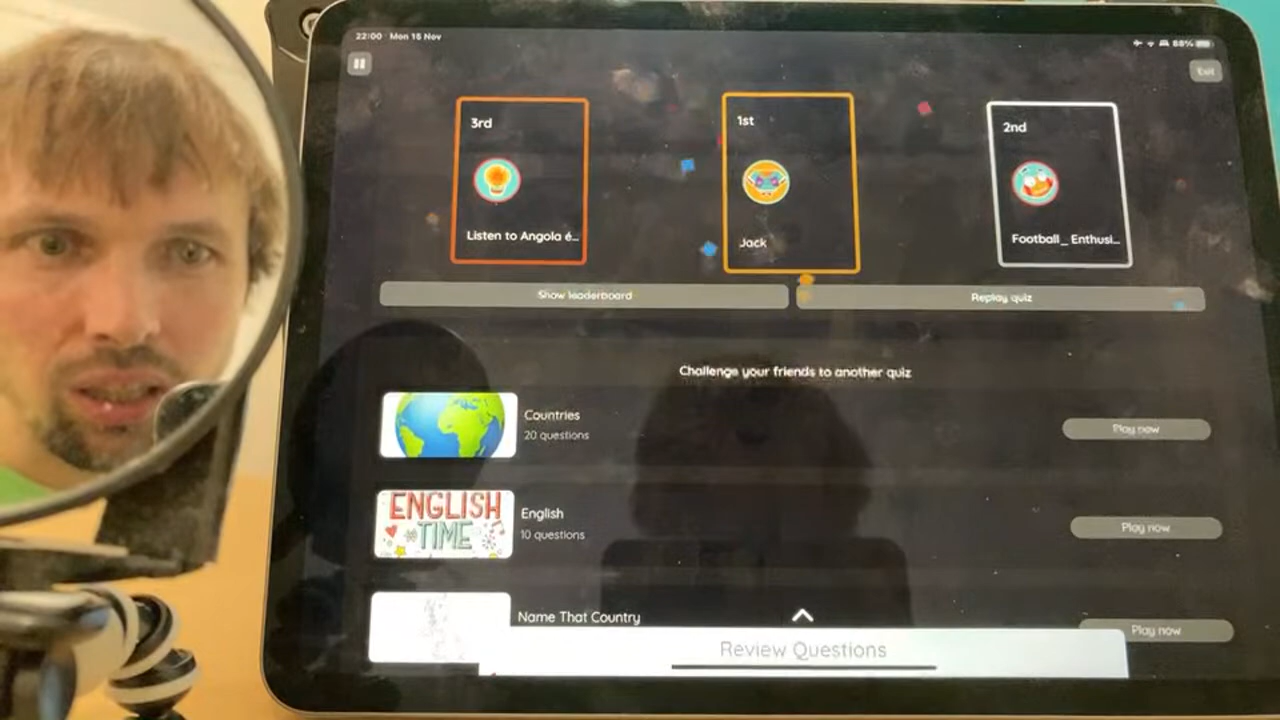 22:00 Mon 16 Nov
88%
Exit
3rd
1st
2nd
Listen to Angola é...
Jack
Football_ Enthusi...
Show leaderboard
Replay quiz
Challenge your friends to another quiz
Countries
20 questions
Play now
ENGLISH
TIME
English
10 questions
Play now
Name That Country
Play now
Review Questions